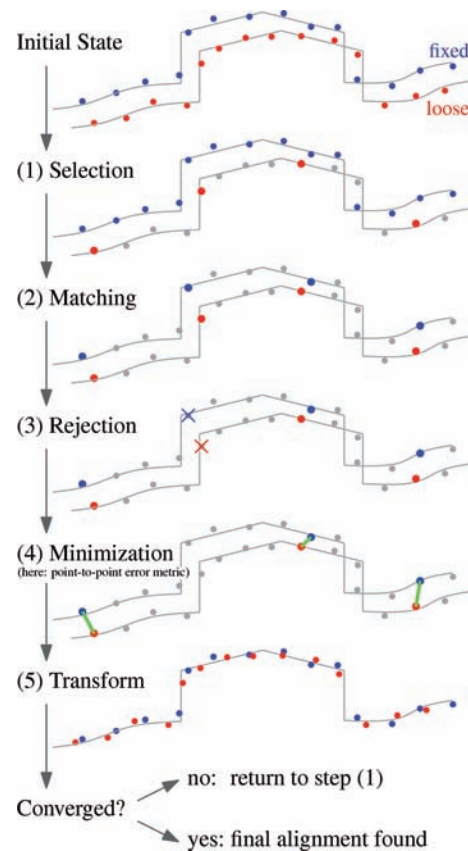 Initial State
fixed
loose
(1) Selection
(2) Matching
(3) Rejection
(4) Minimization
(here: point-to-point error metric)
(5) Transform
no: return to step (1)
Converged?
yes: final alignment found